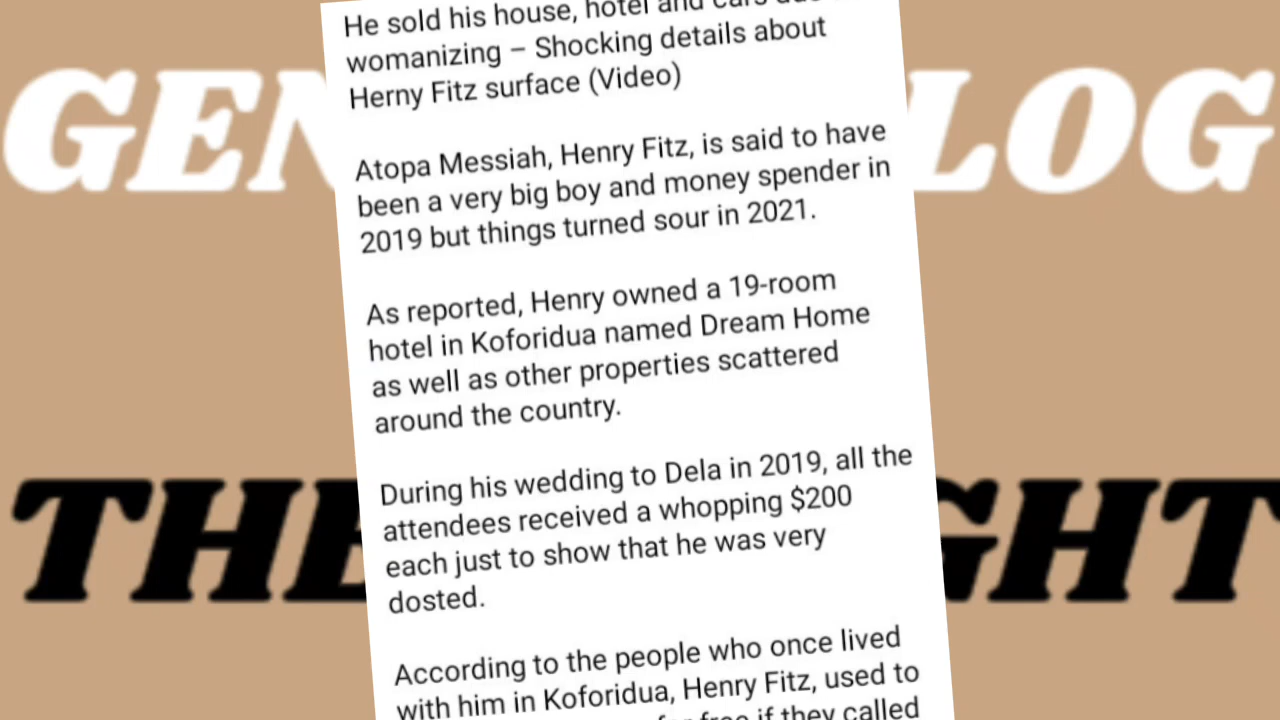 He sold his house, hotel and cars due
womanizing – Shocking details about
Herny Fitz surface (Video)
Atopa Messiah, Henry Fitz, is said to have
been a very big boy and money spender in
2019 but things turned sour in 2021.
As reported, Henry owned a 19-room
hotel in Koforidua named Dream Home
as well as other properties scattered
around the country.
During his wedding to Dela in 2019, all the
attendees received a whopping $200
each just to show that he was very
dosted.
According to the people who once lived
with him in Koforidua, Henry Fitz, used to
for free if they called
GEN LOG
THE GHT